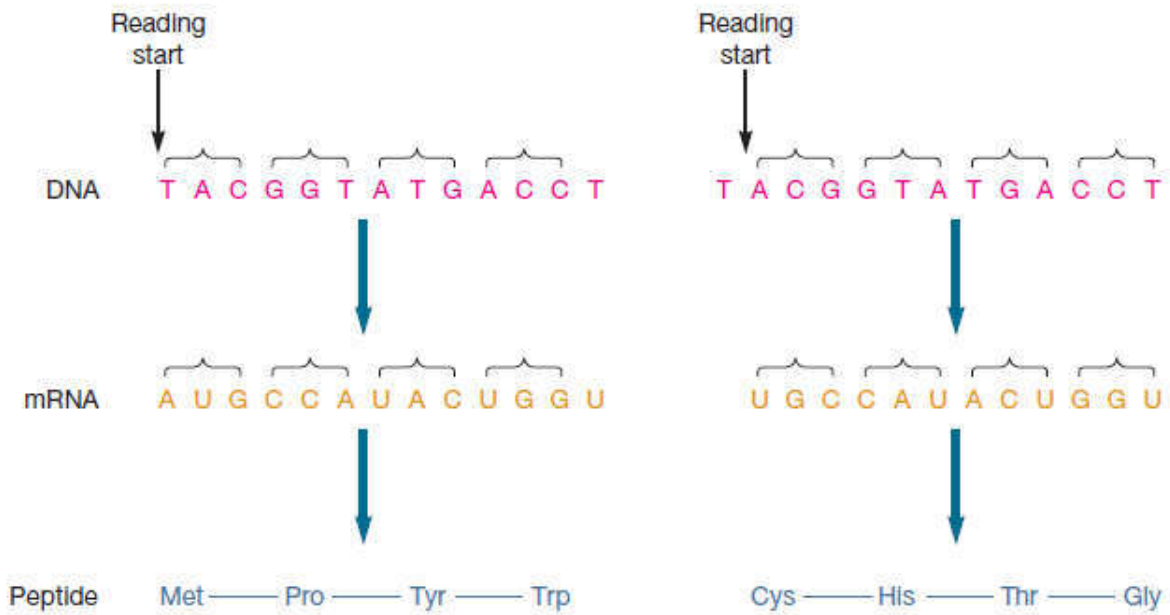 Reading start
Reading start
DNA T A C G G T A T G A C C T T A C G G T A T G A C C T
mRNA A U G C C A U A C U G G U U G C C A U A C U G G U
Peptide Met Pro Tyr Trp Cys His Thr Gly